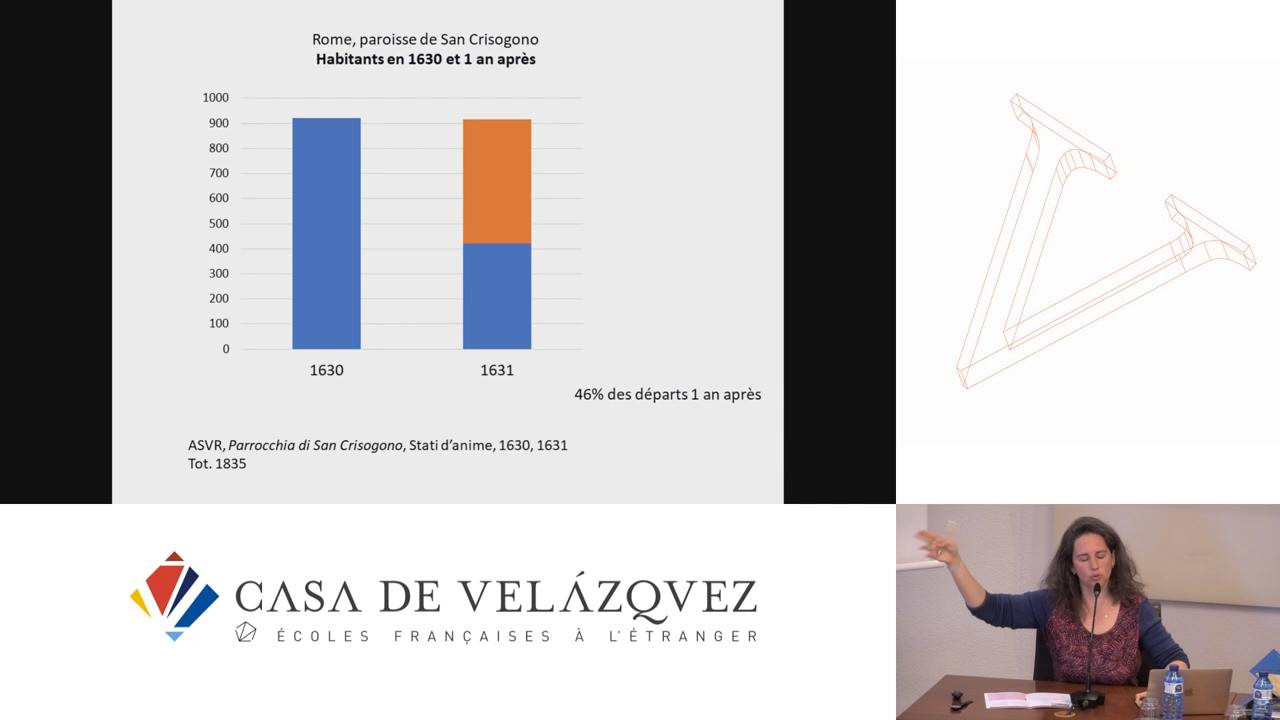 Rome, paroisse de San Crisogono
Habitants en 1630 et 1 an après
1000
900
800
700
600
500
400
300
200
100
0
1630
1631
46% des départs 1 an après
ASVR, Parrocchia di San Crisogono, Stati d'anime, 1630, 1631
Tot. 1835
CASA DE VELÁZQVEZ
ÉCOLES FRANÇAISES À L'ÉTRANGER